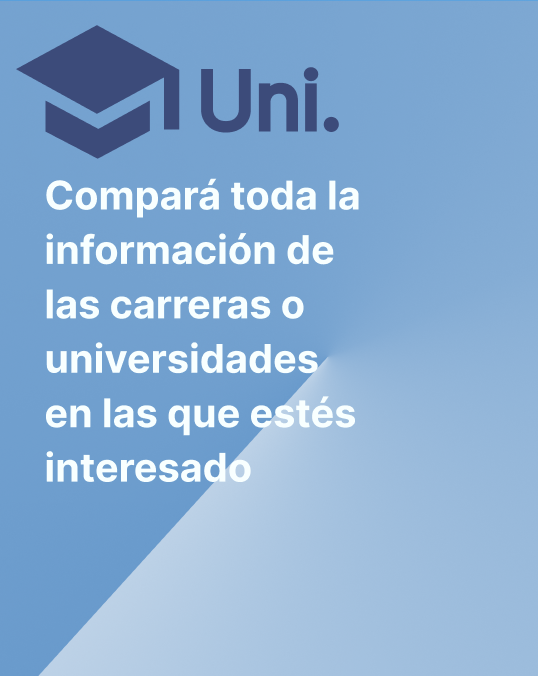 Uni.
Compará toda la
información de
las carreras o
universidades
en las que estés
interesado